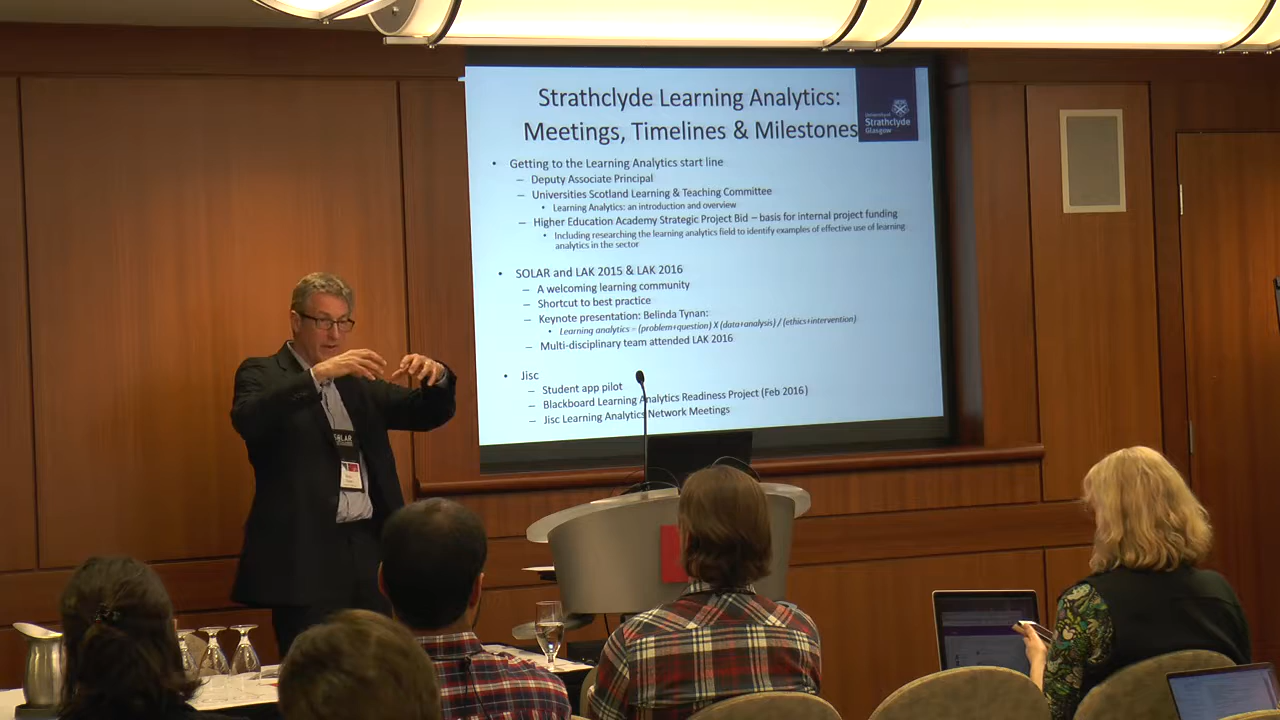 Strathclyde Learning Analytics:
Meetings, Timelines & Milestones
University of
Strathclyde
Glasgow
• Getting to the Learning Analytics start line
– Deputy Associate Principal
– Universities Scotland Learning & Teaching Committee
• Learning Analytics: an introduction and overview
– Higher Education Academy Strategic Project Bid – basis for internal project funding
• Including researching the learning analytics field to identify examples of effective use of learning
analytics in the sector
• SOLAR and LAK 2015 & LAK 2016
– A welcoming learning community
– Shortcut to best practice
– Keynote presentation: Belinda Tynan:
• Learning analytics = (problem+question) X (data+analysis) / (ethics+intervention)
– Multi-disciplinary team attended LAK 2016
• Jisc
– Student app pilot
– Blackboard Learning Analytics Readiness Project (Feb 2016)
– Jisc Learning Analytics Network Meetings
SOLAR